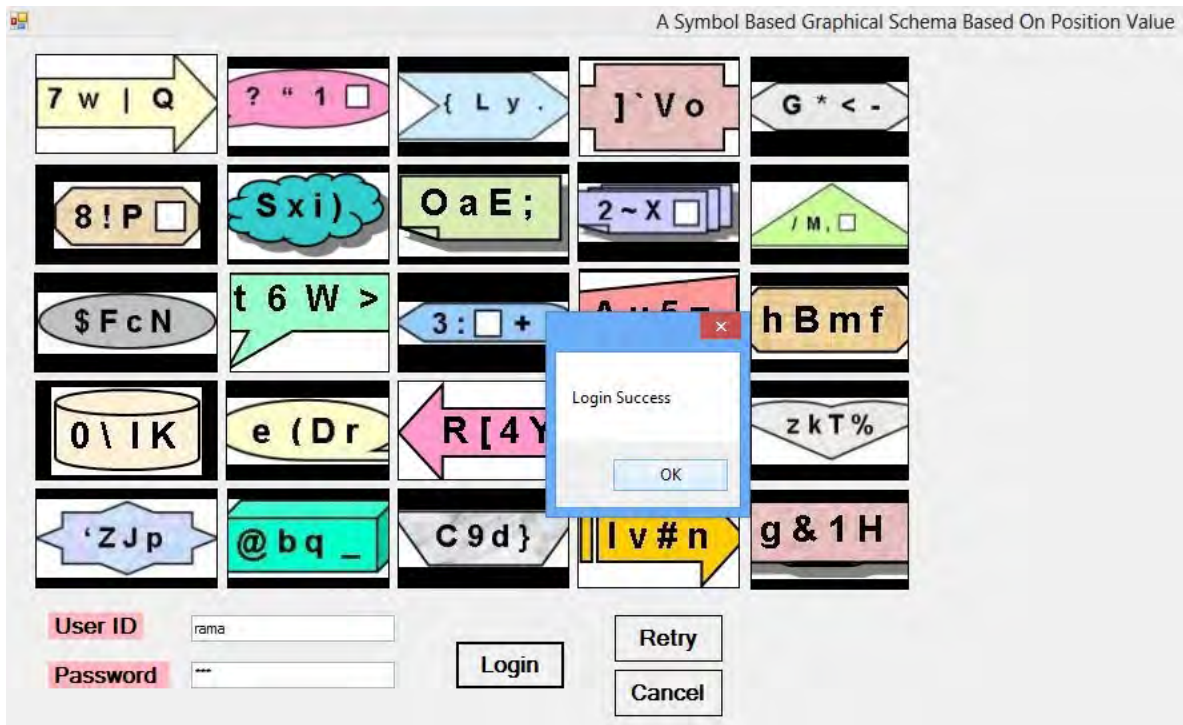 A Symbol Based Graphical Schema Based On Position Value
7 w | Q
? “ 1 □
{ L y .
] ` V o
G * < -
8 ! P □
S x i )
O a E ;
2 ~ X □
/ M , □
$ F c N
t 6 W >
3 : □ +
h B m f
0 \ I K
e ( D r
R [ 4 Y
z k T %
‘ Z J p
@ b q _
C 9 d }
l v # n
g & 1 H
Login Success
OK
User ID
rama
Password
***
Login
Retry
Cancel